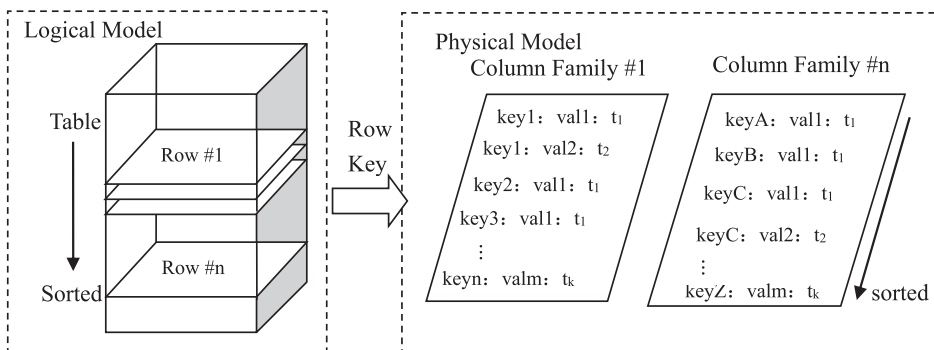 Logical Model
Table
Row #1
Row #n
Sorted
Row
Key
Physical Model
Column Family #1
key1: val1: t₁
key1: val2: t₂
key2: val1: t₁
key3: val1: t₁
⋮
keyn: valm: tₖ
Column Family #n
keyA: val1: t₁
keyB: val1: t₁
keyC: val1: t₁
keyC: val2: t₂
⋮
keyZ: valm: tₖ
sorted